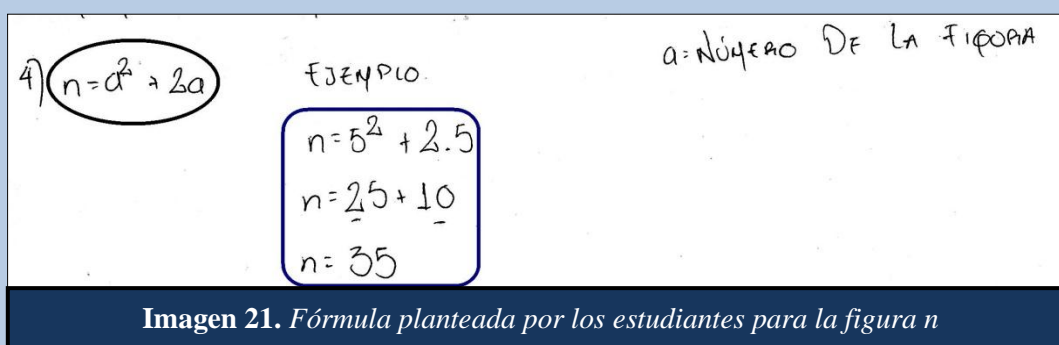 4) n=a² + 2a
EJEMPLO.
a=NÚMERO DE LA FIGURA
n=5² + 2.5
n=25+10
n= 35
Imagen 21. Fórmula planteada por los estudiantes para la figura n